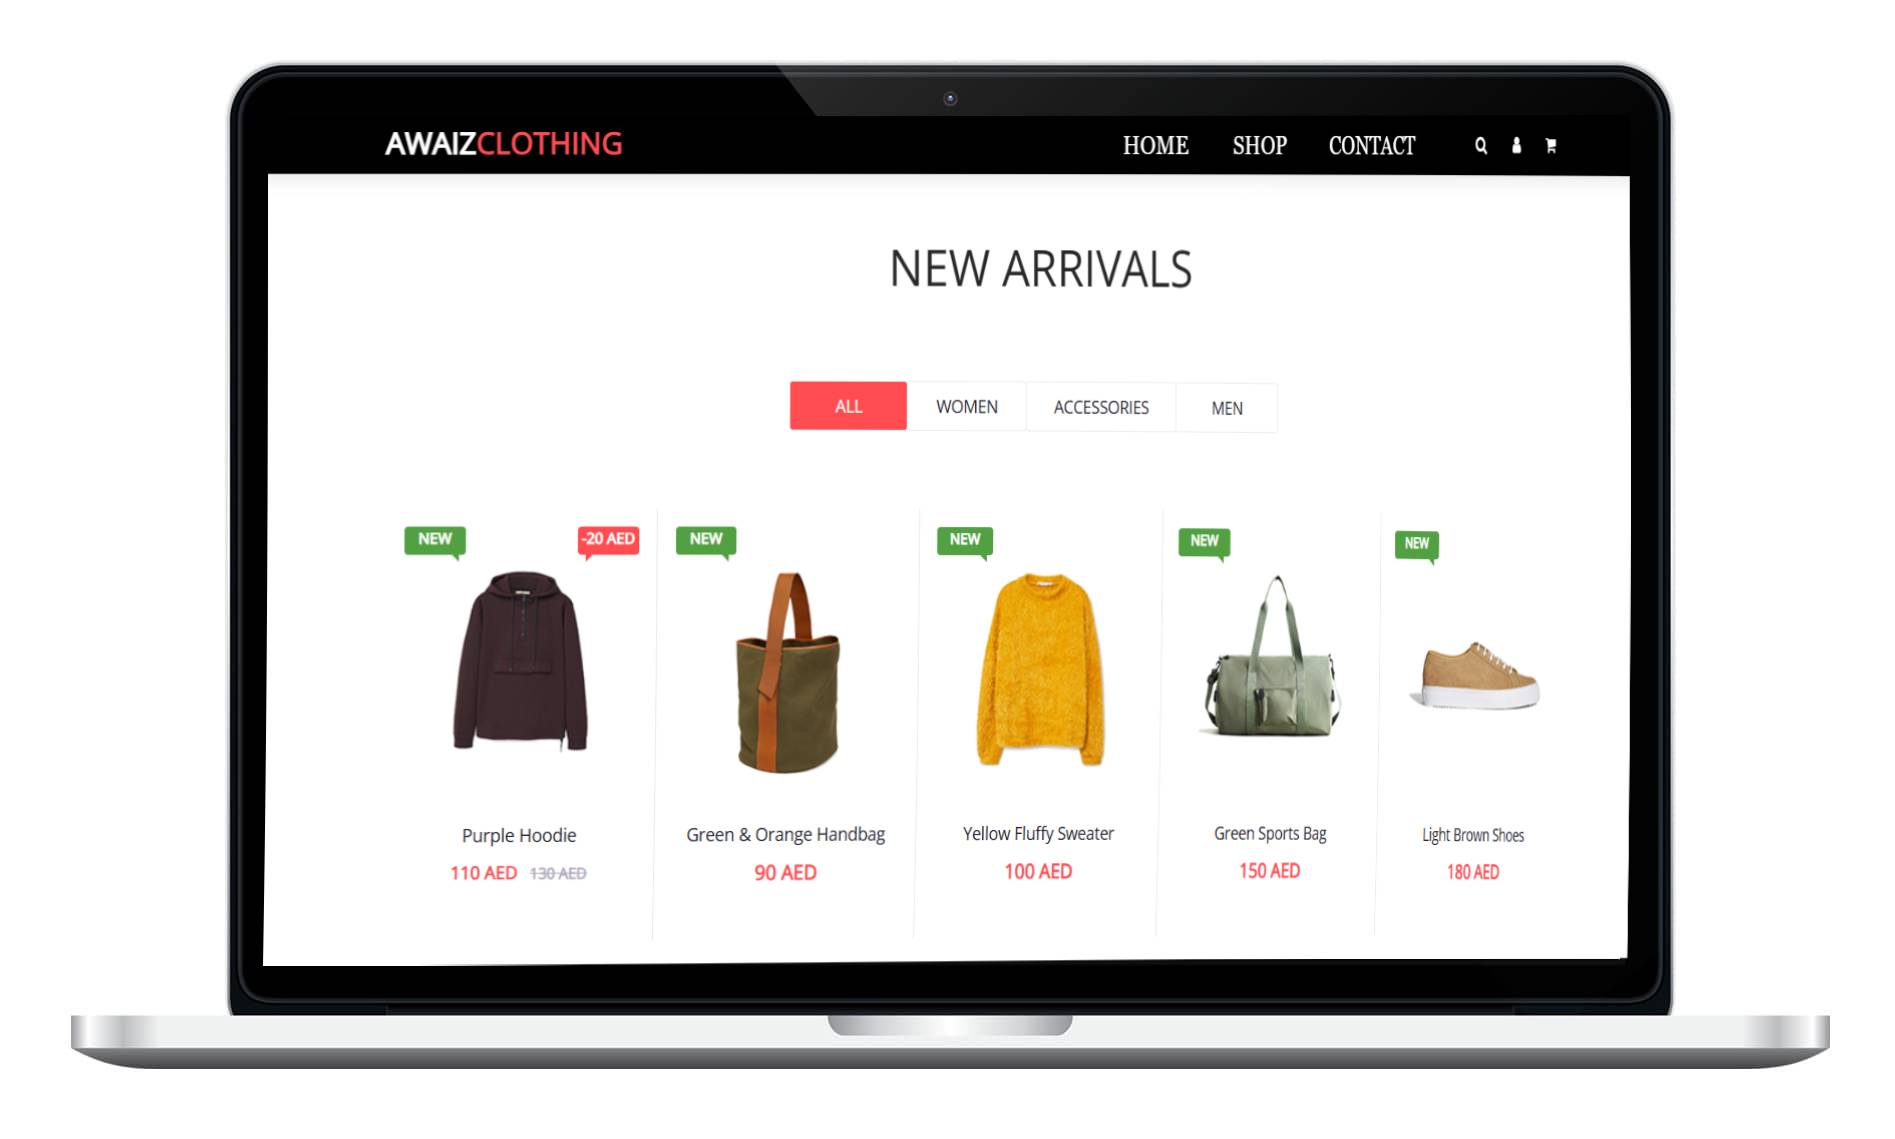 AWAIZCLOTHING
HOME SHOP CONTACT
NEW ARRIVALS
ALL WOMEN ACCESSORIES MEN
NEW -20 AED NEW NEW NEW NEW
Purple Hoodie
110 AED 130 AED
Green & Orange Handbag
90 AED
Yellow Fluffy Sweater
100 AED
Green Sports Bag
150 AED
Light Brown Shoes
180 AED